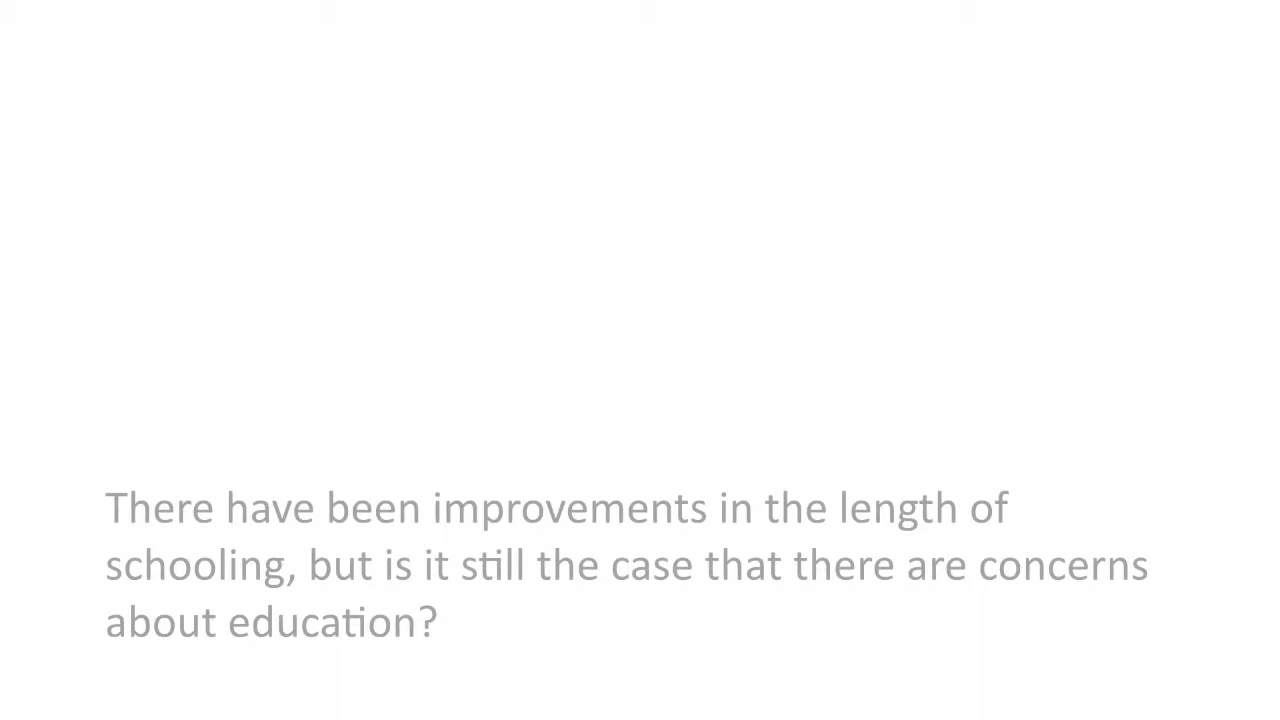 There have been improvements in the length of
schooling, but is it still the case that there are concerns
about education?